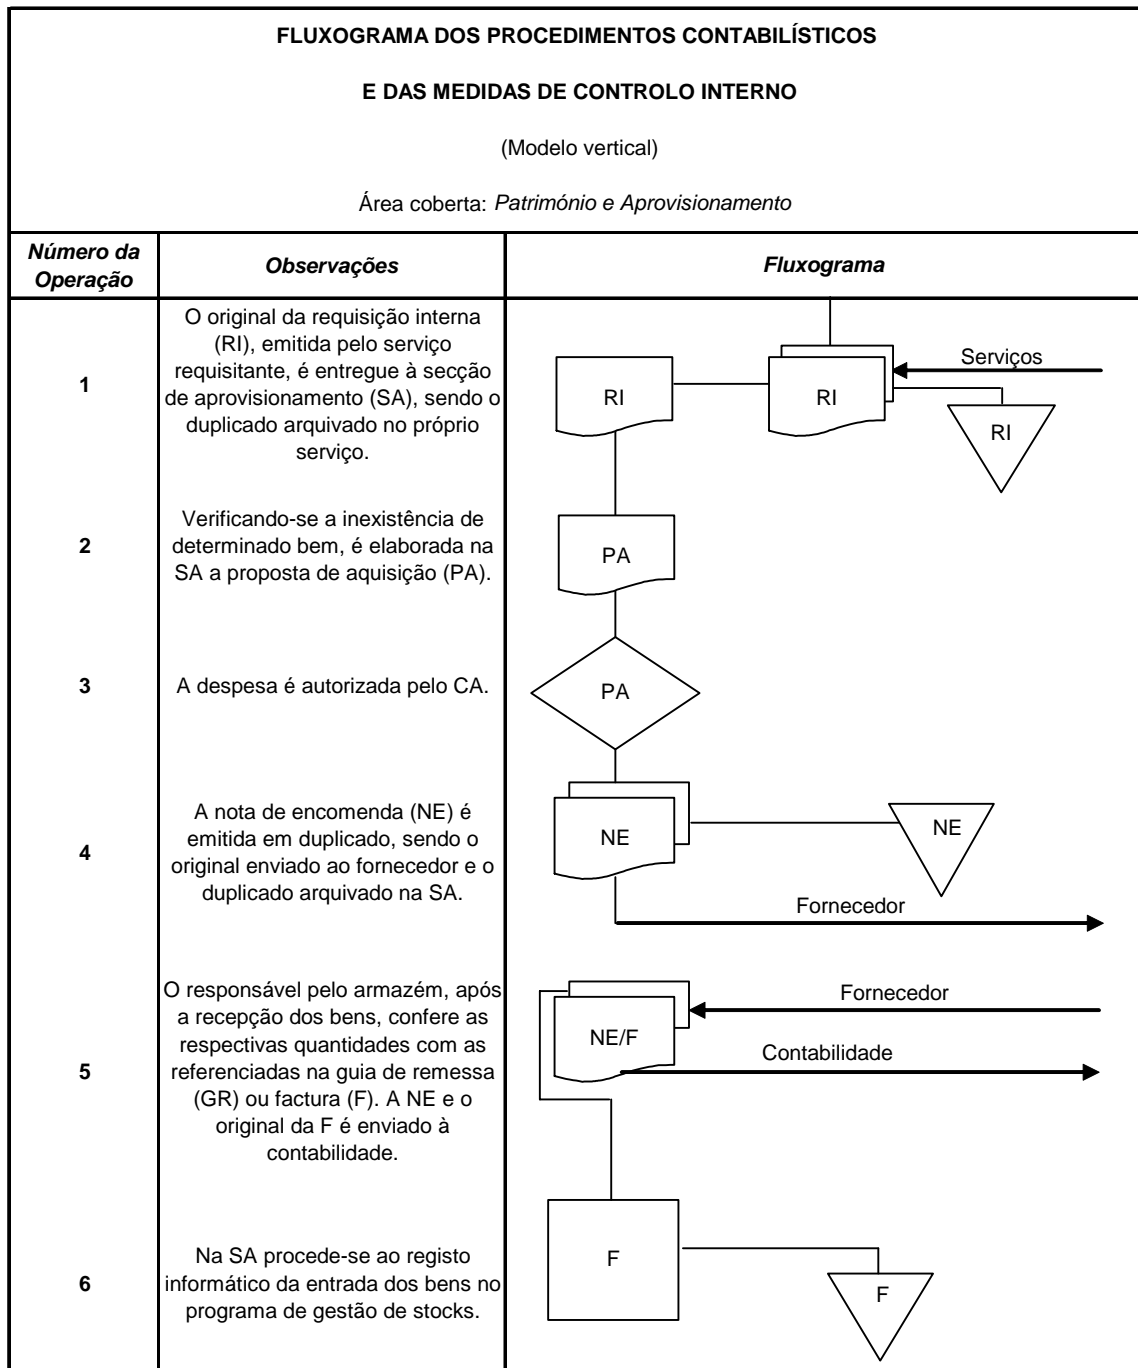 FLUXOGRAMA DOS PROCEDIMENTOS CONTABILÍSTICOS
E DAS MEDIDAS DE CONTROLO INTERNO
(Modelo vertical)
Área coberta: Património e Aprovisionamento
Número da
Operação
Observações
Fluxograma
1
O original da requisição interna
(RI), emitida pelo serviço
requisitante, é entregue à secção
de aprovisionamento (SA), sendo o
duplicado arquivado no próprio
serviço.
RI
RI
Serviços
RI
2
Verificando-se a inexistência de
determinado bem, é elaborada na
SA a proposta de aquisição (PA).
PA
3
A despesa é autorizada pelo CA.
PA
4
A nota de encomenda (NE) é
emitida em duplicado, sendo o
original enviado ao fornecedor e o
duplicado arquivado na SA.
NE
NE
Fornecedor
5
O responsável pelo armazém, após
a recepção dos bens, confere as
respectivas quantidades com as
referenciadas na guia de remessa
(GR) ou factura (F). A NE e o
original da F é enviado à
contabilidade.
NE/F
Fornecedor
Contabilidade
6
Na SA procede-se ao registo
informático da entrada dos bens no
programa de gestão de stocks.
F
F